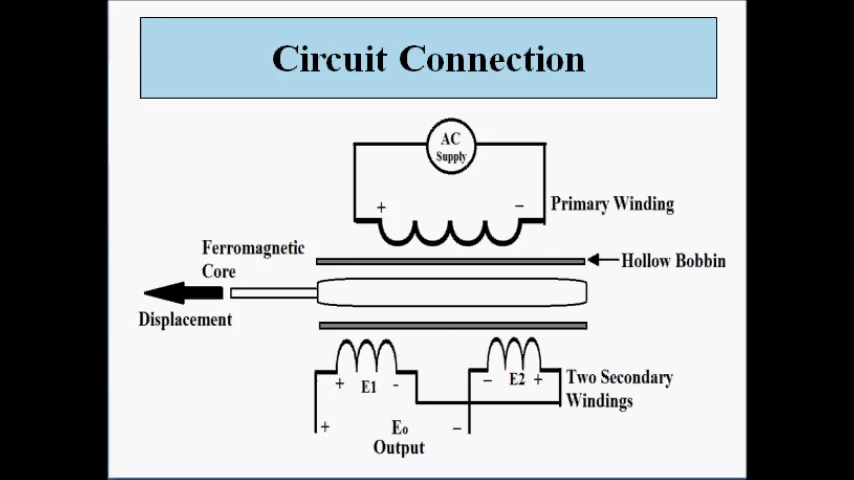 Circuit Connection
AC
Supply
+
–
Primary Winding
Ferromagnetic
Core
Hollow Bobbin
Displacement
+ E1 -
– E2 +
Two Secondary
Windings
+ Eo –
Output